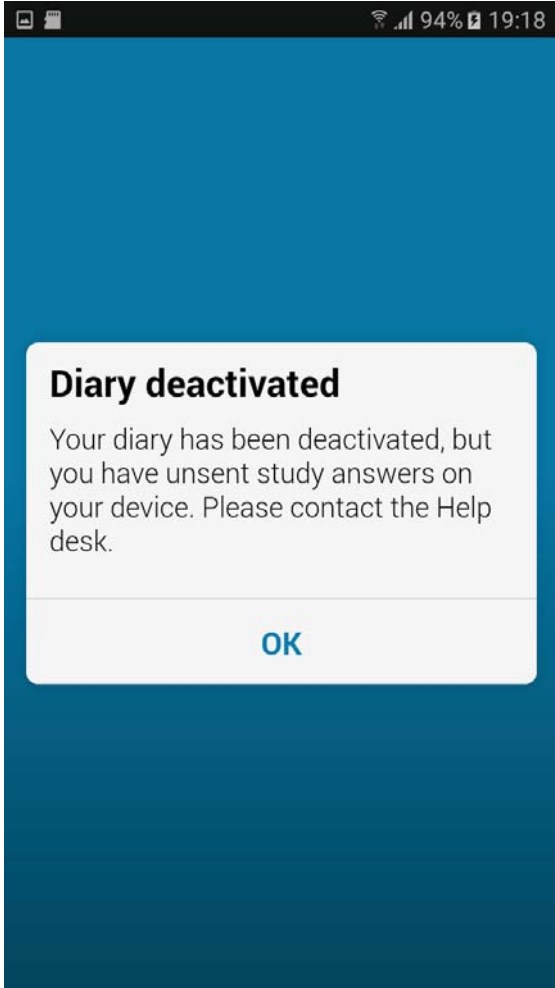 94% 19:18
Diary deactivated
Your diary has been deactivated, but
you have unsent study answers on
your device. Please contact the Help
desk.
OK